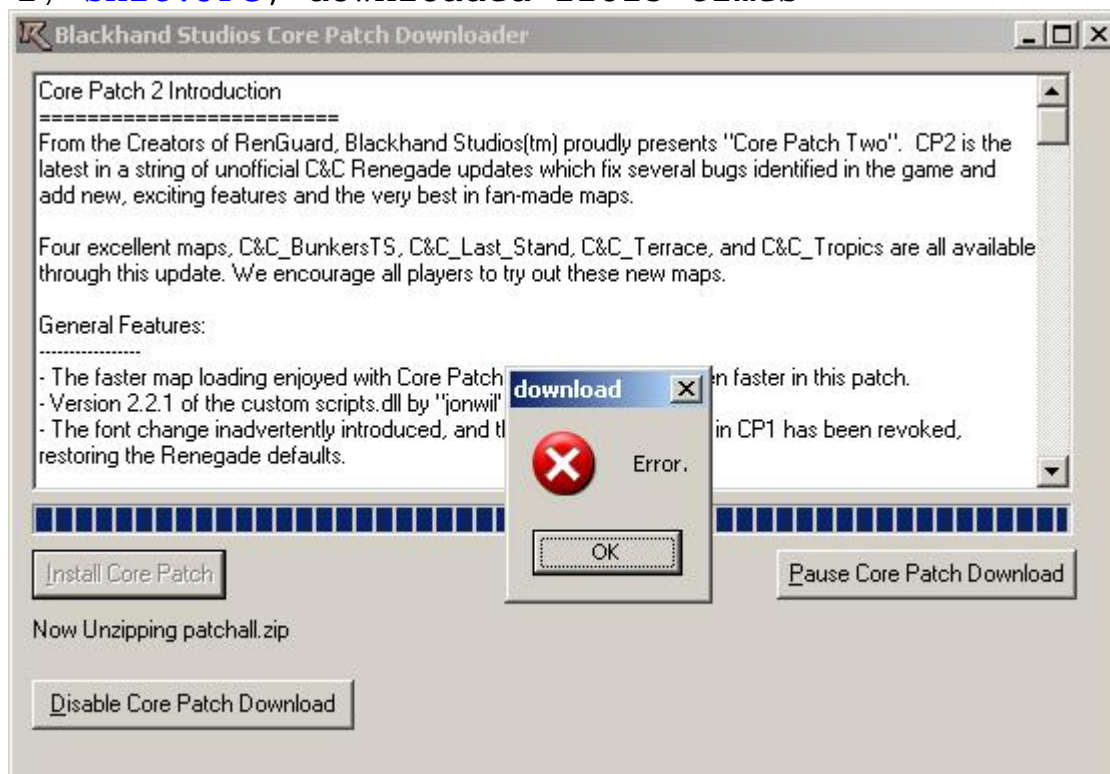 downloaded
times
Blackhand Studios Core Patch Downloader
Core Patch 2 Introduction
=========================
From the Creators of RenGuard, Blackhand Studios(tm) proudly presents "Core Patch Two". CP2 is the
latest in a string of unofficial C&C Renegade updates which fix several bugs identified in the game and
add new, exciting features and the very best in fan-made maps.
Four excellent maps, C&C_BunkersTS, C&C_Last_Stand, C&C_Terrace, and C&C_Tropics are all available
through this update. We encourage all players to try out these new maps.
General Features:
----------------
- The faster map loading enjoyed with Core Patch
n faster in this patch.
- Version 2.2.1 of the custom scripts.dll by "jonwil"
- The font change inadvertently introduced, and
in CP1 has been revoked,
restoring the Renegade defaults.
download
Error.
OK
Install Core Patch
Pause Core Patch Download
Now Unzipping patchall.zip
Disable Core Patch Download